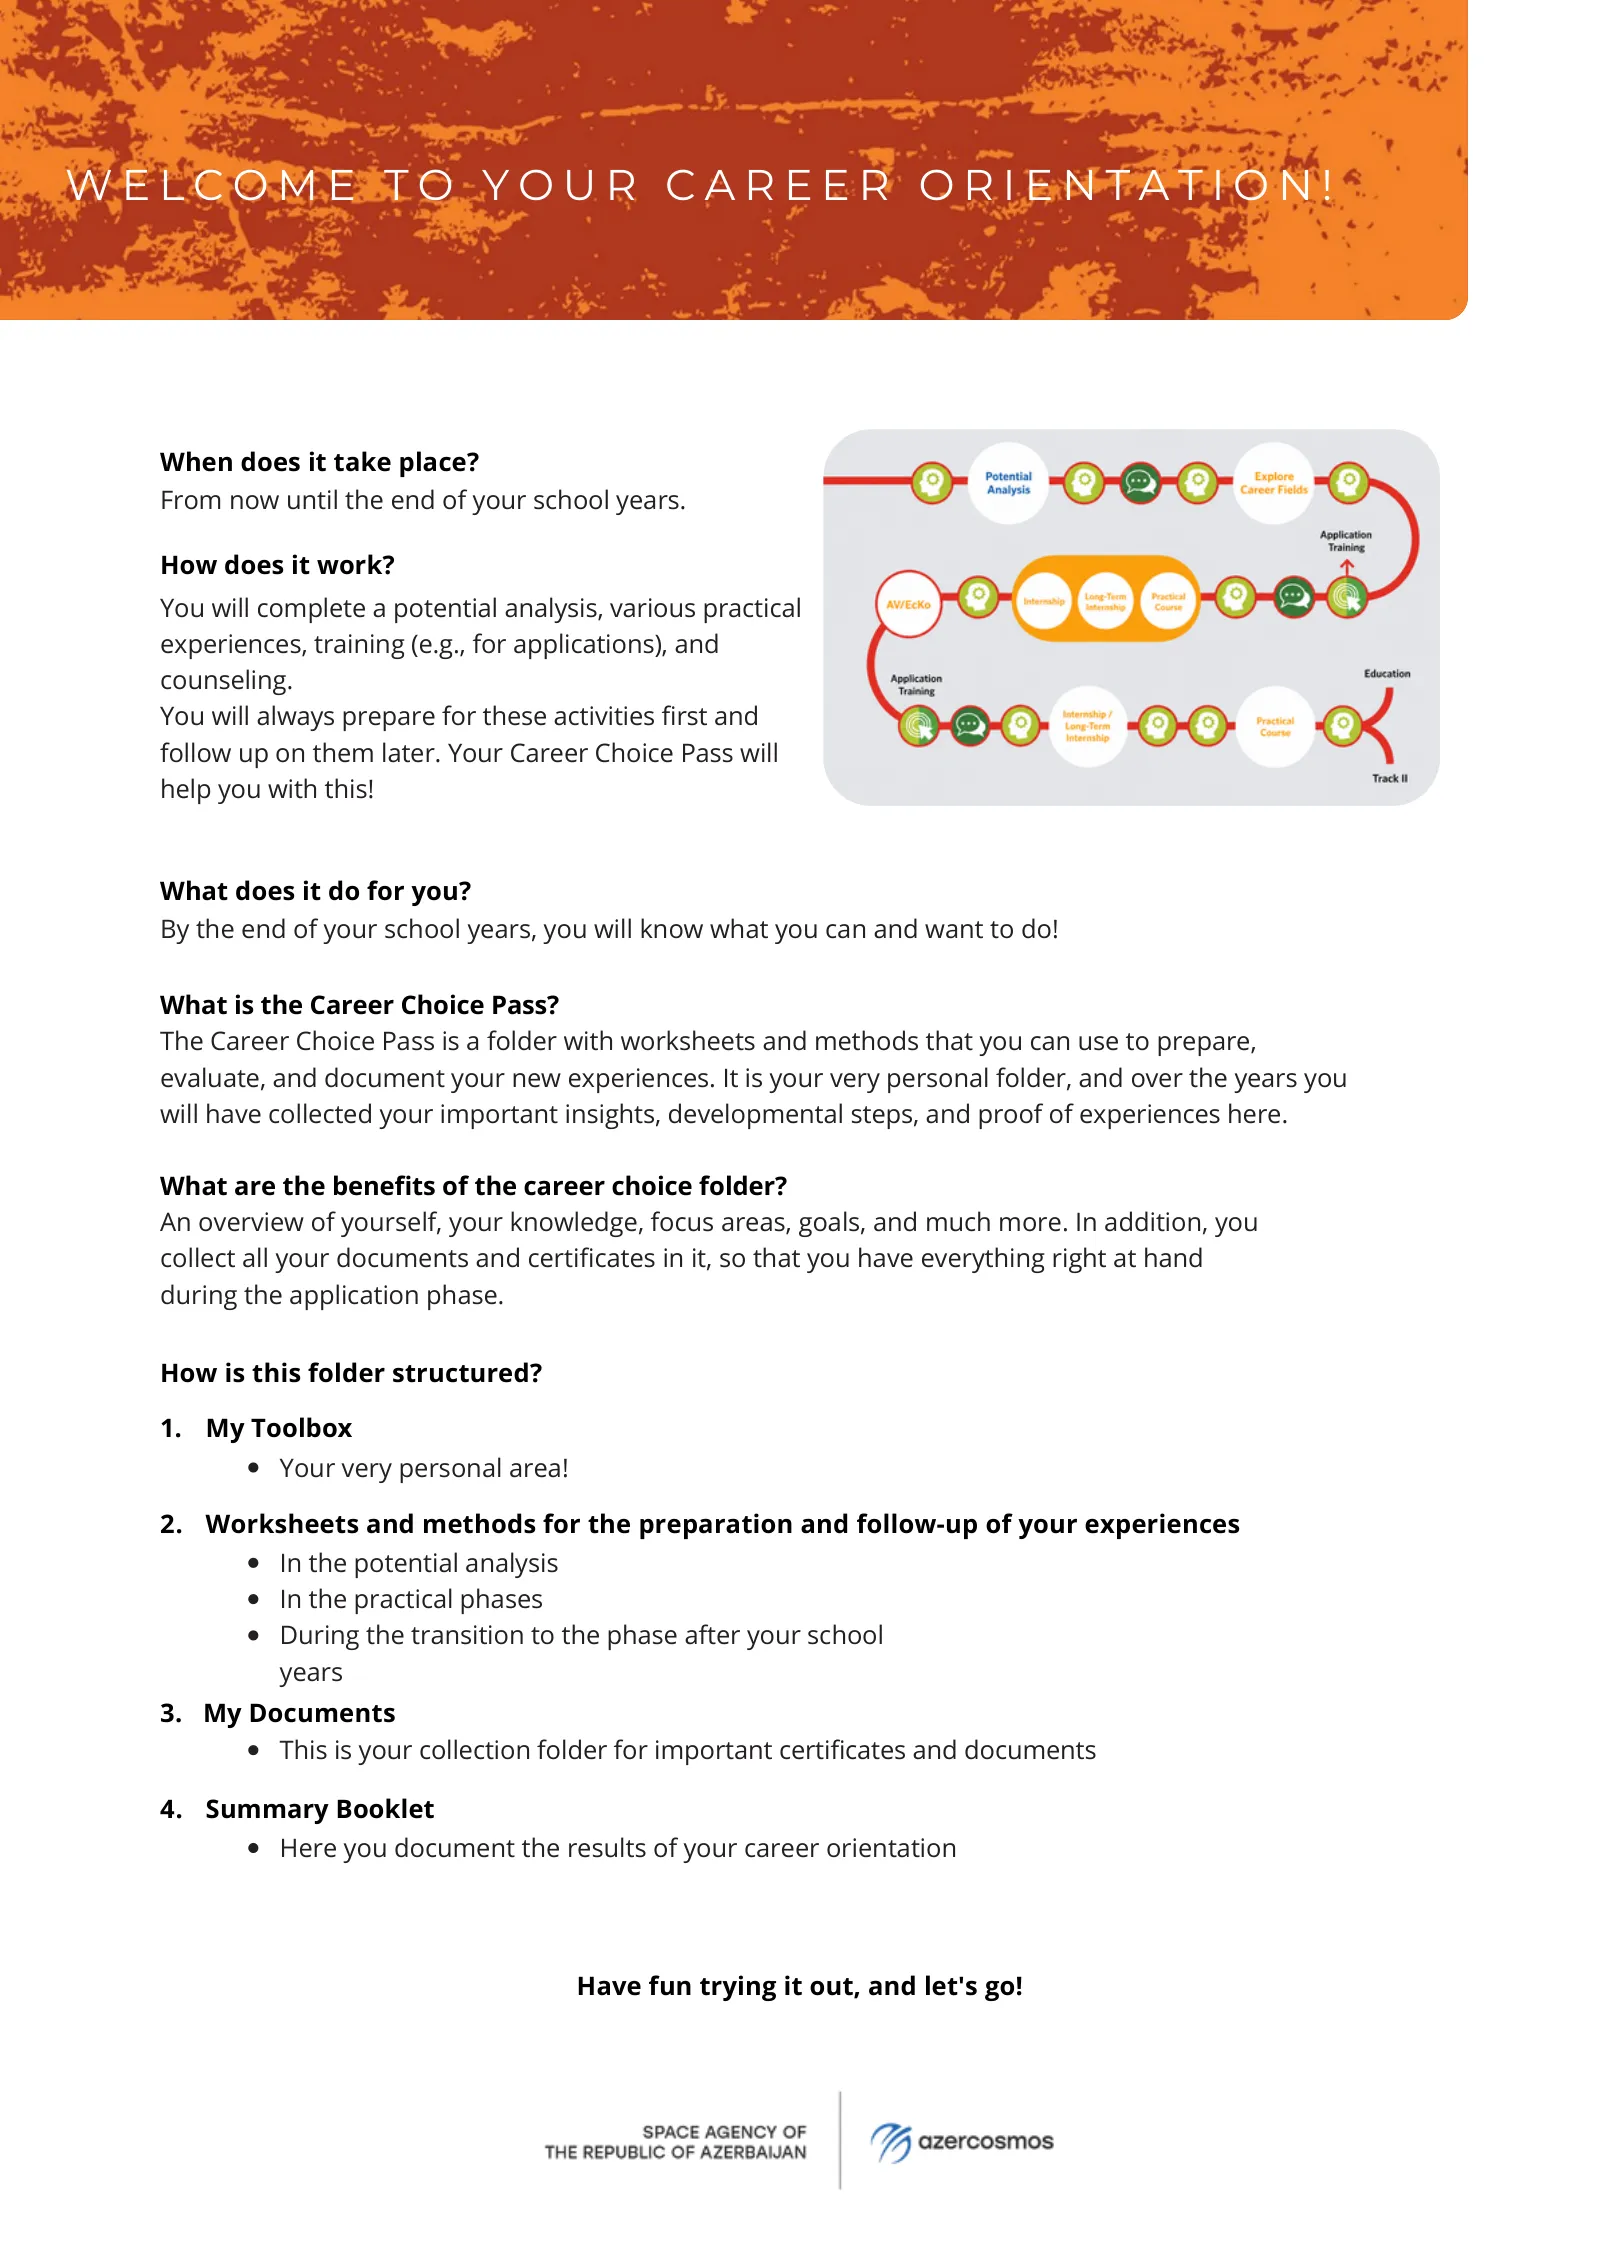 WELCOME TO YOUR CAREER ORIENTATION!
When does it take place?
From now until the end of your school years.
How does it work?
You will complete a potential analysis, various practical
experiences, training (e.g., for applications), and
counseling.
You will always prepare for these activities first and
follow up on them later. Your Career Choice Pass will
help you with this!
Potential
Analysis
Explore
Career Fields
Application
Training
AV/EcKo
Internship
Long-Term
Internship
Practical
Course
Application
Training
Internship /
Long-Term
Internship
Practical
Course
Education
Track II
What does it do for you?
By the end of your school years, you will know what you can and want to do!
What is the Career Choice Pass?
The Career Choice Pass is a folder with worksheets and methods that you can use to prepare,
evaluate, and document your new experiences. It is your very personal folder, and over the years you
will have collected your important insights, developmental steps, and proof of experiences here.
What are the benefits of the career choice folder?
An overview of yourself, your knowledge, focus areas, goals, and much more. In addition, you
collect all your documents and certificates in it, so that you have everything right at hand
during the application phase.
How is this folder structured?
1. My Toolbox
• Your very personal area!
2. Worksheets and methods for the preparation and follow-up of your experiences
• In the potential analysis
• In the practical phases
• During the transition to the phase after your school
years
3. My Documents
• This is your collection folder for important certificates and documents
4. Summary Booklet
• Here you document the results of your career orientation
Have fun trying it out, and let's go!
SPACE AGENCY OF
THE REPUBLIC OF AZERBAIJAN
azercosmos